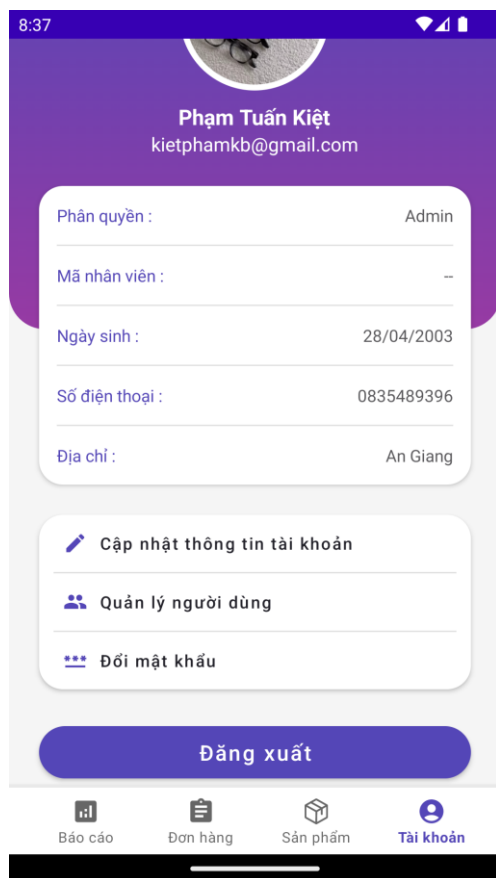 8:37
Phạm Tuấn Kiệt
kietphamkb@gmail.com
Phân quyền : Admin
Mã nhân viên : --
Ngày sinh : 28/04/2003
Số điện thoại : 0835489396
Địa chỉ : An Giang
Cập nhật thông tin tài khoản
Quản lý người dùng
Đổi mật khẩu
Đăng xuất
Báo cáo Đơn hàng Sản phẩm Tài khoản